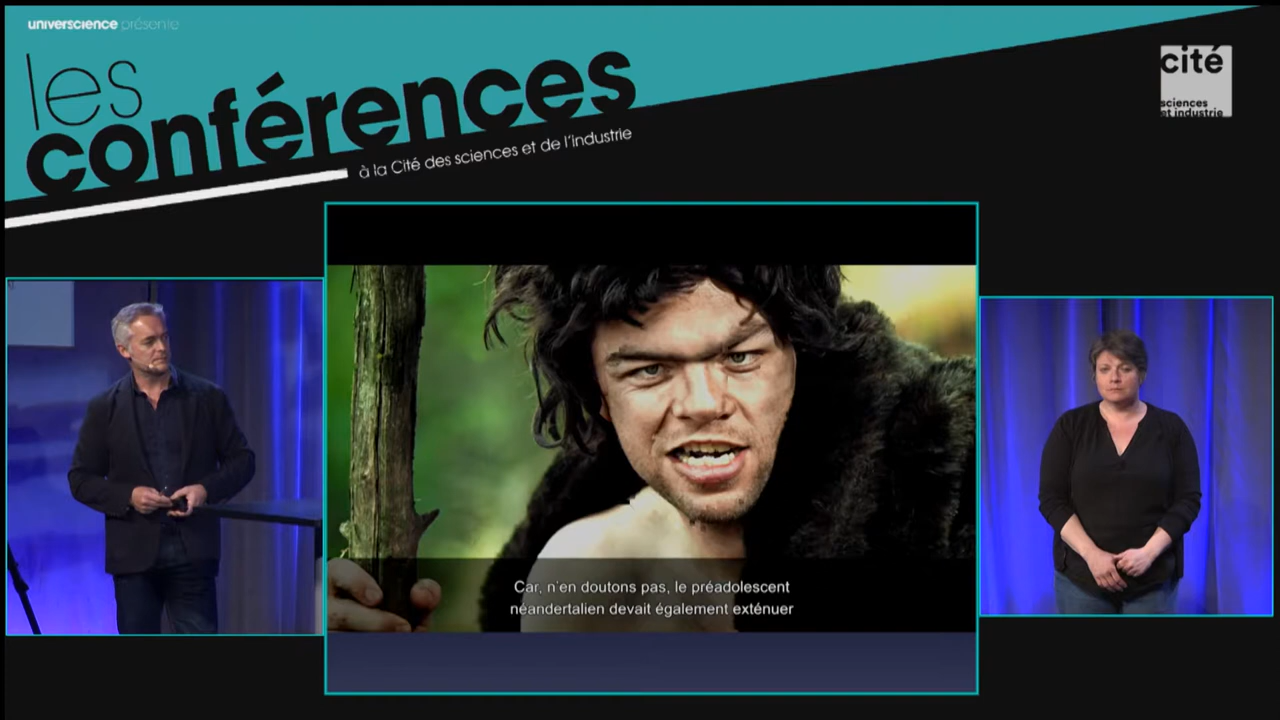 universcience présente
les
conférences
à la Cité des sciences et de l'industrie
cité
sciences
et industrie
Car, n'en doutons pas, le préadolescent
néandertalien devait également exténuer